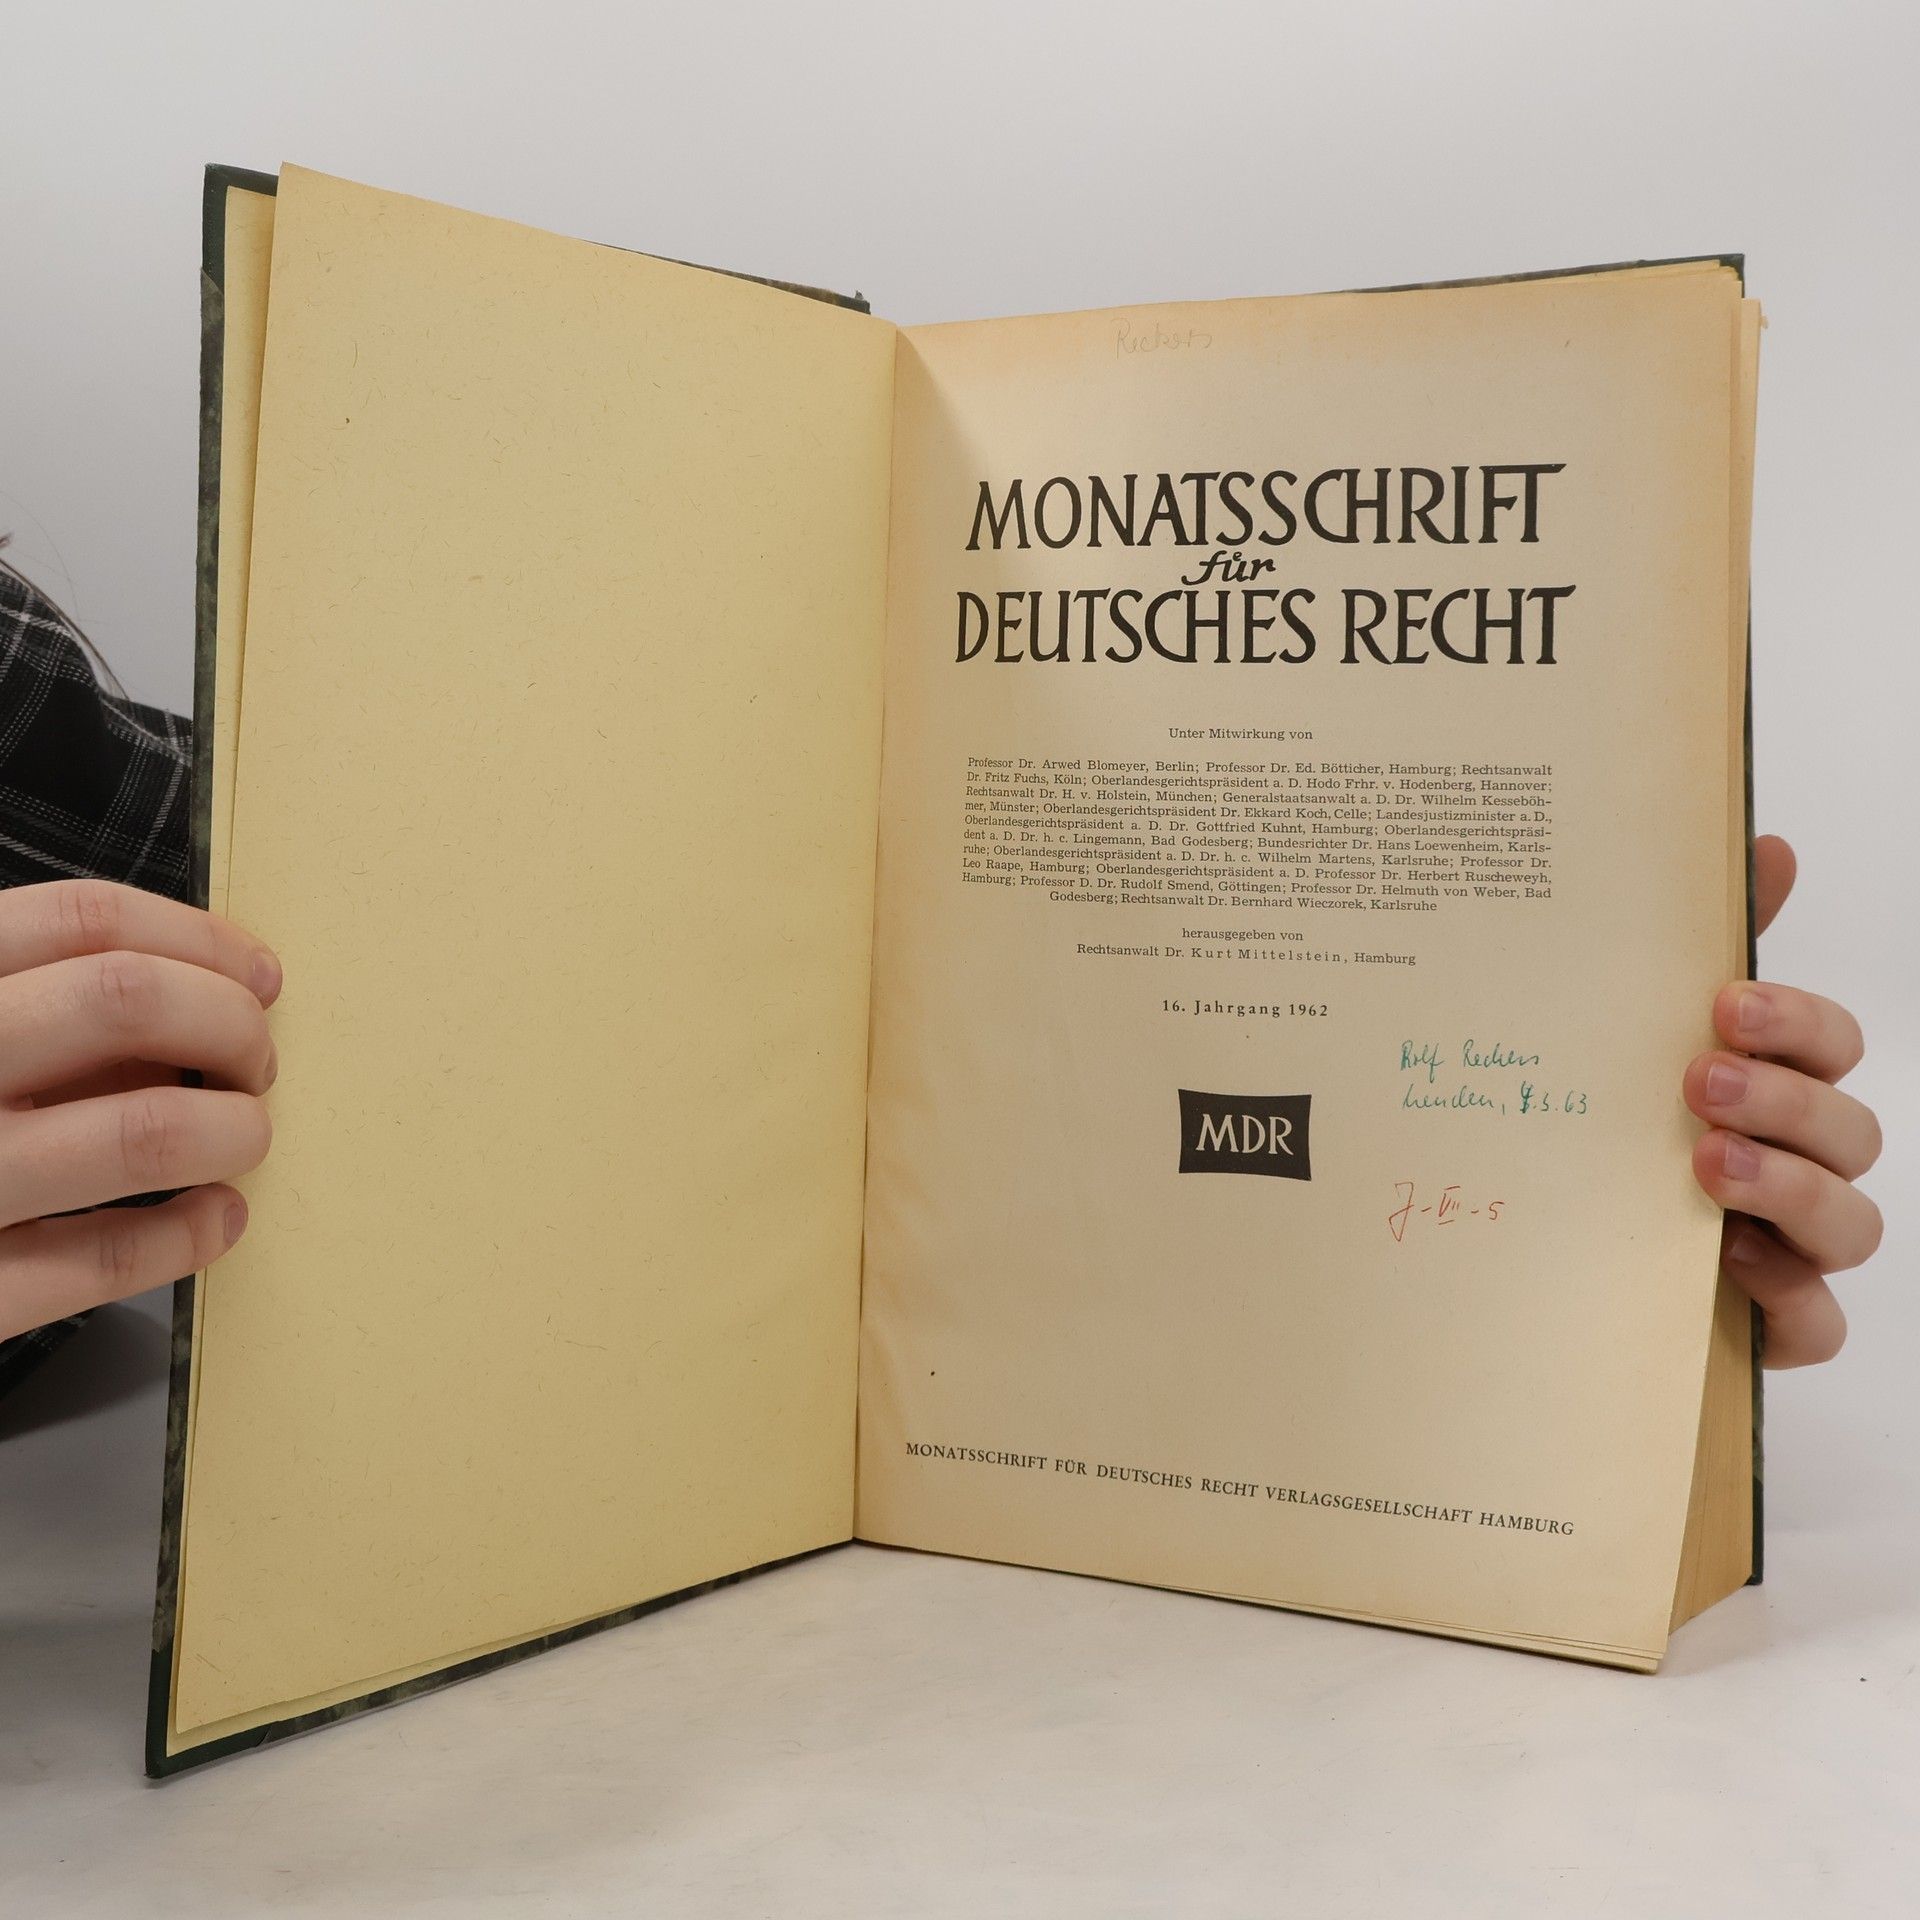 Reckers
MONATSSCHRIFT
für
DEUTSCHES RECHT
Unter Mitwirkung von
Professor Dr. Arwed Blomeyer, Berlin; Professor Dr. Ed. Bötticher, Hamburg; Rechtsanwalt
Dr. Fritz Fuchs, Köln; Oberlandesgerichtspräsident a. D. Hodo Frhr. v. Hodenberg, Hannover;
Rechtsanwalt Dr. H. v. Holstein, München; Generalstaatsanwalt a. D. Dr. Wilhelm Kesseböh-
mer, Münster; Oberlandesgerichtspräsident Dr. Ekkard Koch, Celle; Landesjustizminister a. D.,
Oberlandesgerichtspräsident a. D. Dr. Gottfried Kuhnt, Hamburg; Oberlandesgerichtspräsi-
dent a. D. Dr. h. c. Lingemann, Bad Godesberg; Bundesrichter Dr. Hans Loewenheim, Karls-
ruhe; Oberlandesgerichtspräsident a. D. Dr. h. c. Wilhelm Martens, Karlsruhe; Professor Dr.
Leo Raape, Hamburg; Oberlandesgerichtspräsident a. D. Professor Dr. Herbert Ruscheweyh,
Hamburg; Professor D. Dr. Rudolf Smend, Göttingen; Professor Dr. Helmuth von Weber, Bad
Godesberg; Rechtsanwalt Dr. Bernhard Wieczorek, Karlsruhe
herausgegeben von
Rechtsanwalt Dr. Kurt Mittelstein, Hamburg
16. Jahrgang 1962
Rolf Reckers
.3.63
MDR
J-VII-5
MONATSSCHRIFT FÜR DEUTSCHES RECHT VERLAGSGESELLSCHAFT HAMBURG